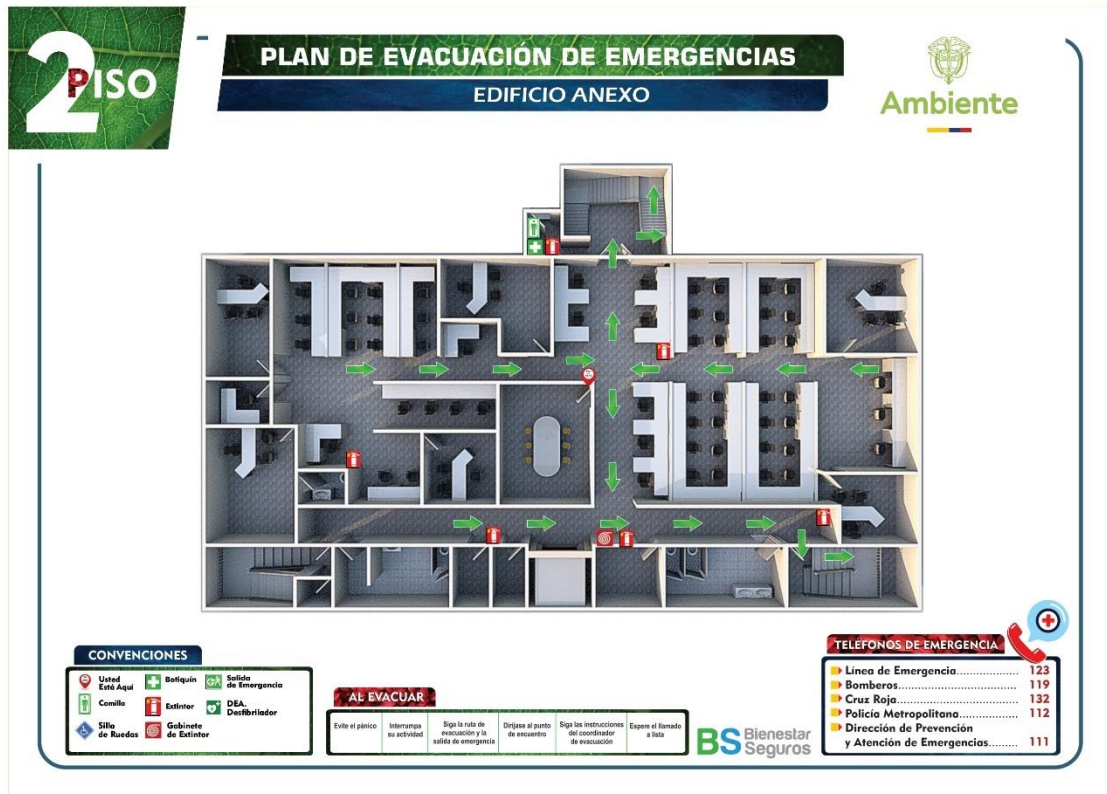 2 PISO
PLAN DE EVACUACIÓN DE EMERGENCIAS
EDIFICIO ANEXO
Ambiente
CONVENCIONES
Usted
Está Aquí
Botiquín
Salida
de Emergencia
Camilla
Extintor
DEA.
Desfibrilador
Silla
de Ruedas
Gabinete
de Extintor
AL EVACUAR
Evite el pánico
Interrumpa
su actividad
Siga la ruta de
evacuación y la
salida de emergencia
Diríjase al punto
de encuentro
Siga las instrucciones
del coordinador
de evacuación
Espere el llamado
a lista
BS Bienestar
Seguros
TELÉFONOS DE EMERGENCIA
Línea de Emergencia.................. 123
Bomberos.............................. 119
Cruz Roja.............................. 132
Policía Metropolitana................ 112
Dirección de Prevención
y Atención de Emergencias......... 111